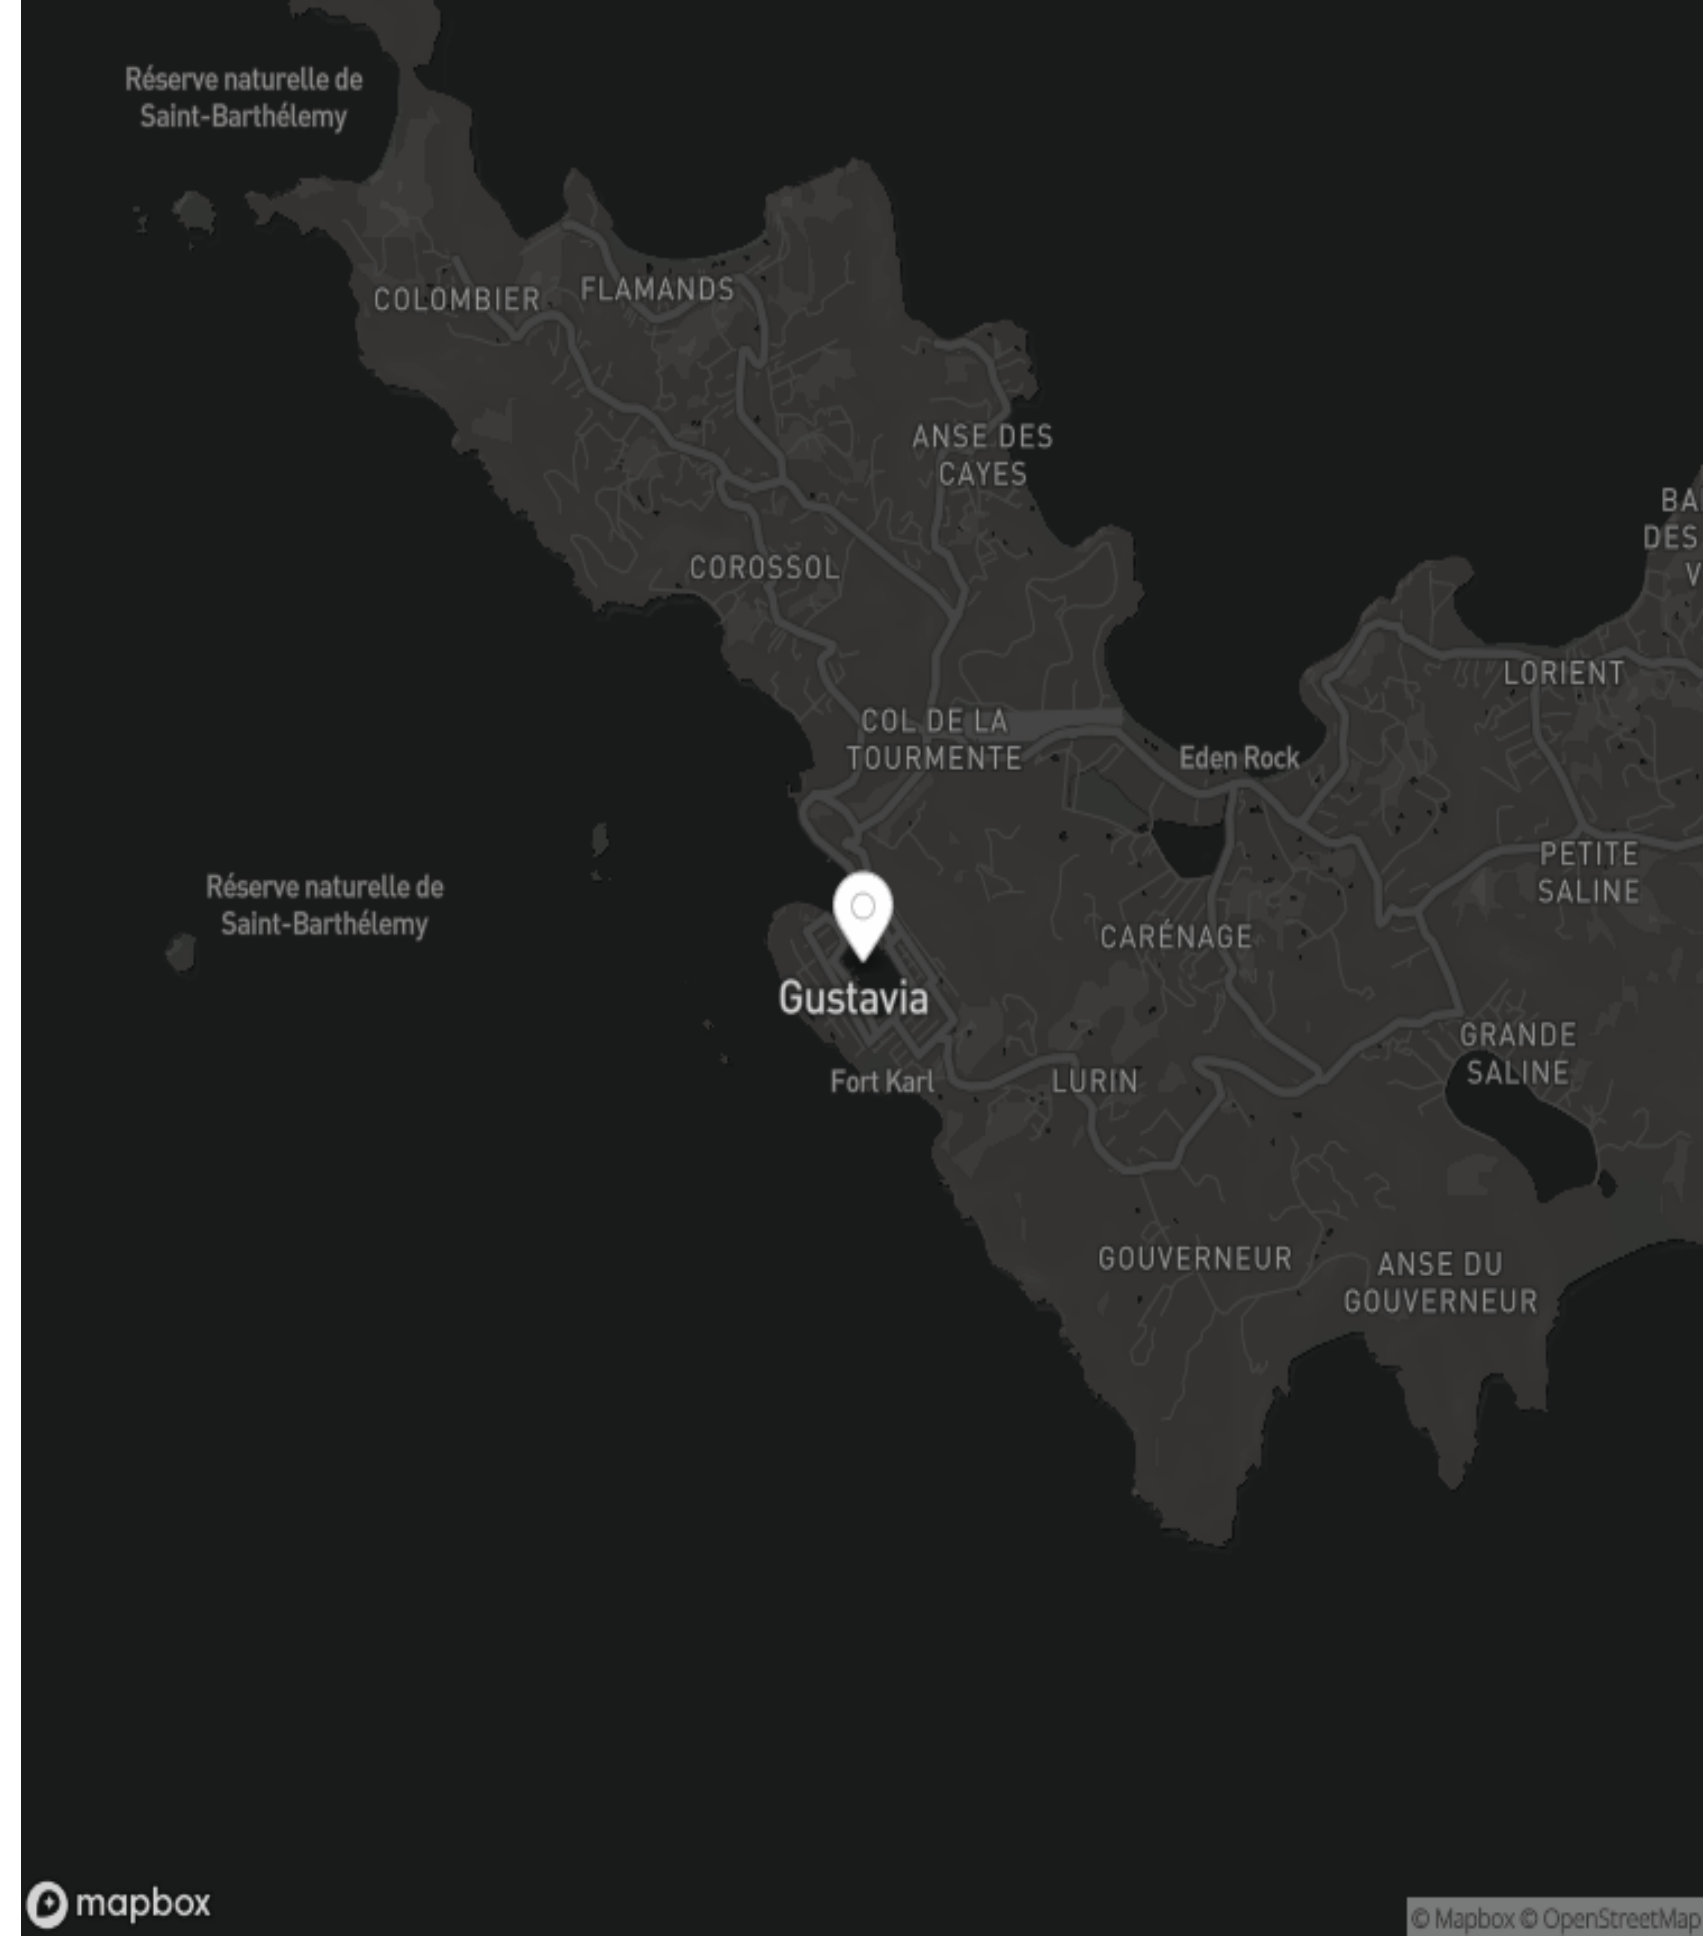 Réserve naturelle de
Saint-Barthélemy
COLOMBIER
FLAMANDS
ANSE DES
CAYES
BA
DES
V
COROSSOL
LORIENT
COL DE LA
TOURMENTE
Eden Rock
PETITE
SALINE
Réserve naturelle de
Saint-Barthélemy
CARÉNAGE
Gustavia
GRANDE
SALINE
Fort Karl
LURIN
GOUVERNEUR
ANSE DU
GOUVERNEUR
mapbox
© Mapbox © OpenStreetMap